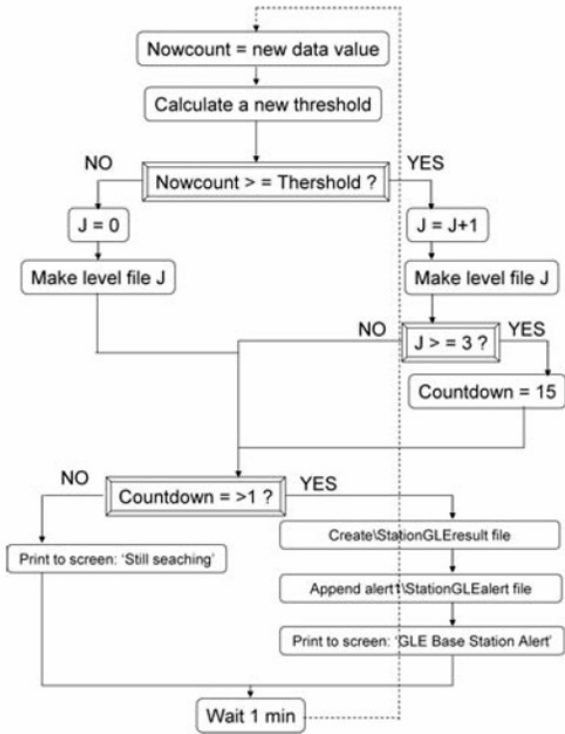 Nowcount = new data value
Calculate a new threshold
NO
YES
Nowcount > = Thershold ?
J = 0
J = J+1
Make level file J
Make level file J
NO
YES
J > = 3 ?
Countdown = 15
NO
YES
Countdown = >1 ?
Create\StationGLEresult file
Print to screen: 'Still seaching'
Append alert1\StationGLEalert file
Print to screen: 'GLE Base Station Alert'
Wait 1 min